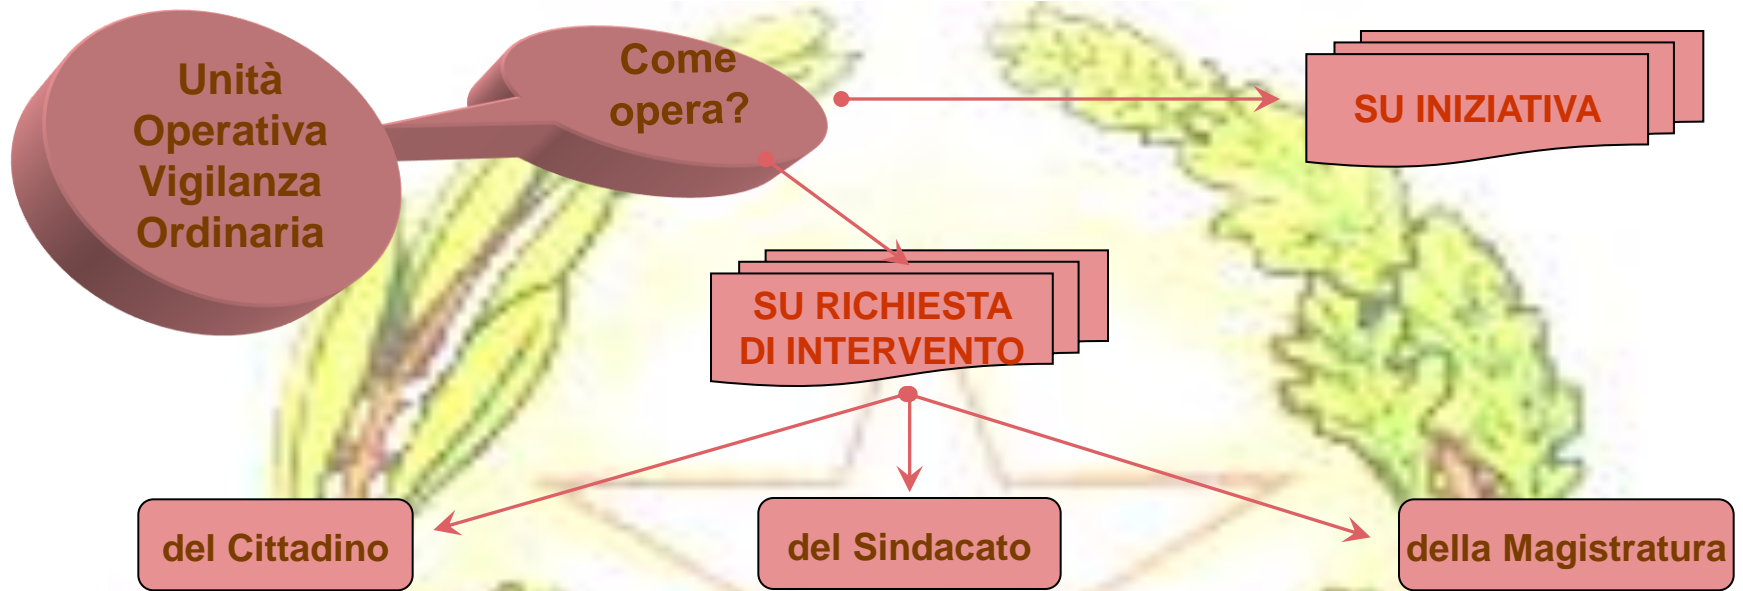 Unità
Operativa
Vigilanza
Ordinaria
Come
opera?
SU INIZIATIVA
SU RICHIESTA
DI INTERVENTO
del Cittadino
del Sindacato
della Magistratura